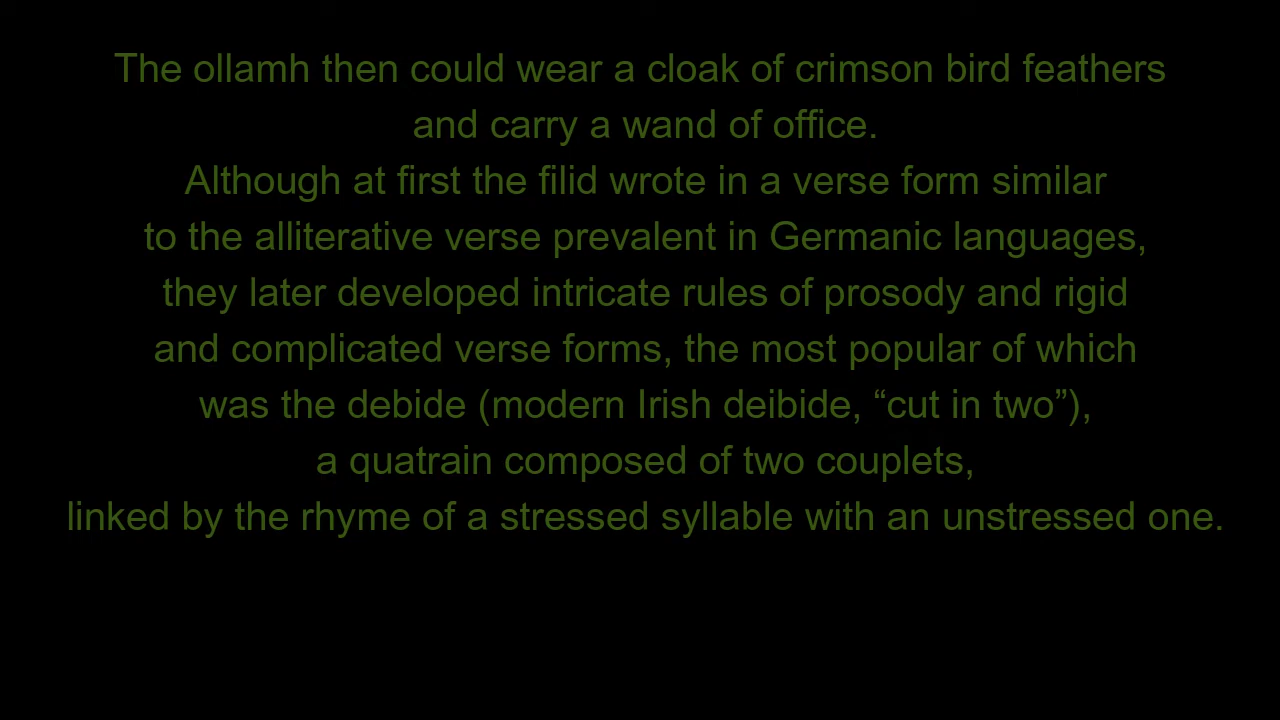 The ollamh then could wear a cloak of crimson bird feathers
and carry a wand of office.
Although at first the filid wrote in a verse form similar
to the alliterative verse prevalent in Germanic languages,
they later developed intricate rules of prosody and rigid
and complicated verse forms, the most popular of which
was the debide (modern Irish deibide, “cut in two”),
a quatrain composed of two couplets,
linked by the rhyme of a stressed syllable with an unstressed one.